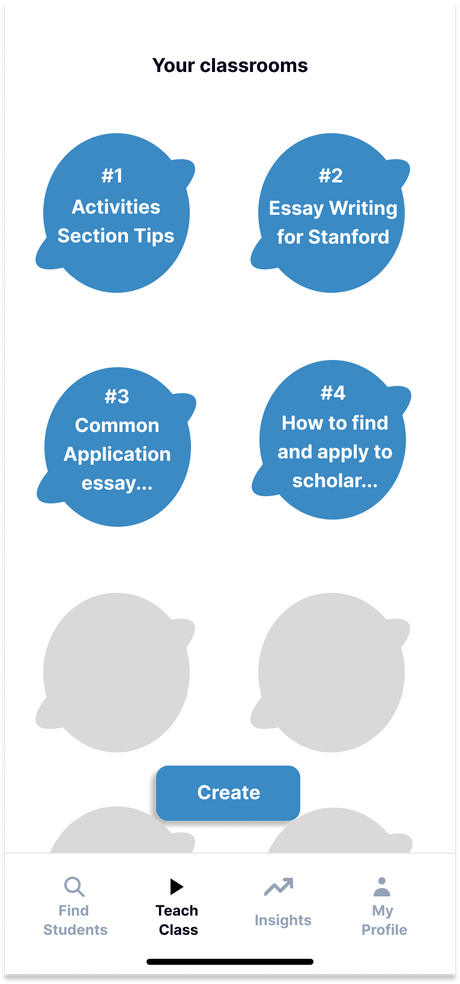 Your classrooms
#1
Activities
Section Tips
#2
Essay Writing
for Stanford
#3
Common
Application
essay...
#4
How to find
and apply to
scholar...
Create
Find
Students
Teach
Class
Insights
My
Profile